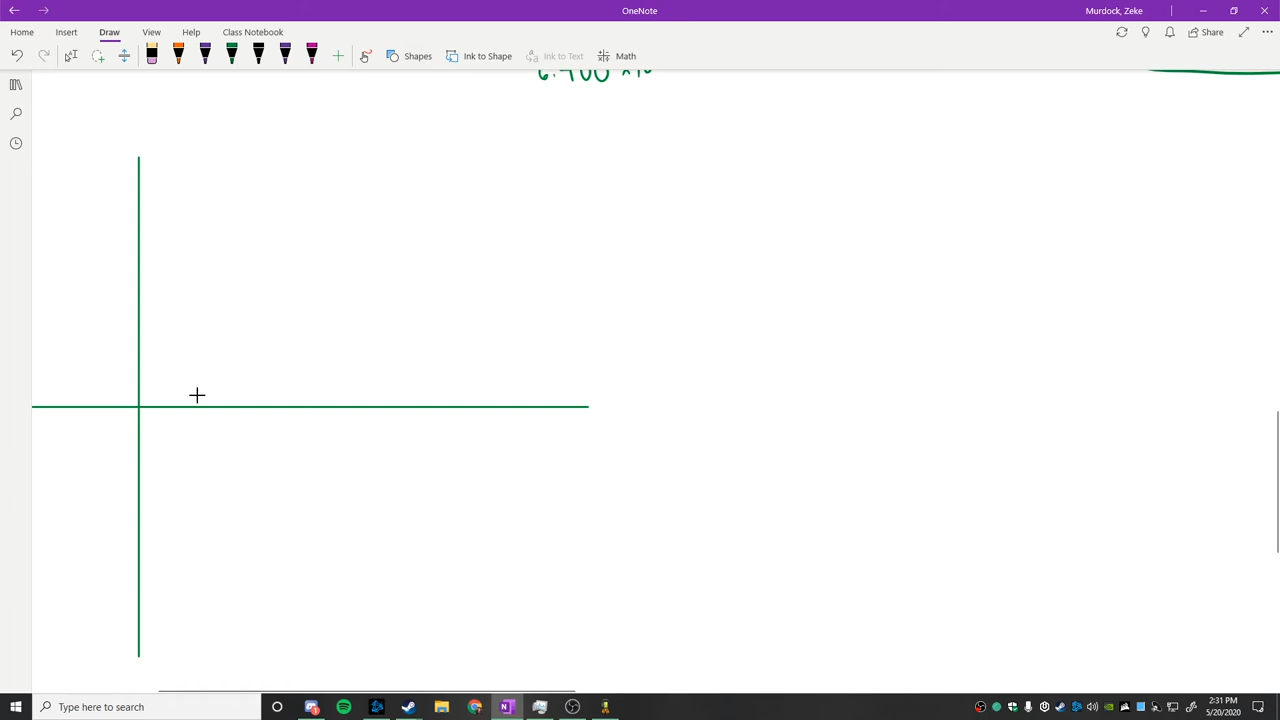 OneNote
Murdock, Zeke
Home Insert Draw View Help Class Notebook
Share
Shapes Ink to Shape Ink to Text Math
Type here to search
2:31 PM
5/20/2020